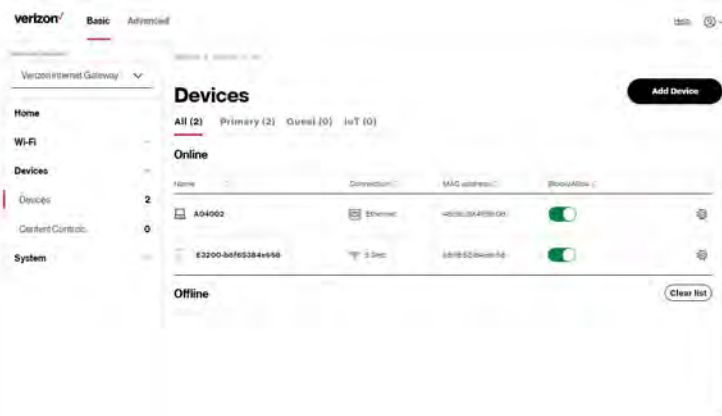 verizon✓ Basic Advanced Help
Verizon Internet Gateway
Devices Add Device
Home
All (2) Primary (2) Guest (0) IoT (0)
Wi-Fi
Online
Devices
Name Connection MAC address Block/Allow
Devices 2
A04002 Ethernet
Content Controls 0
System
5 GHz
Offline Clear list